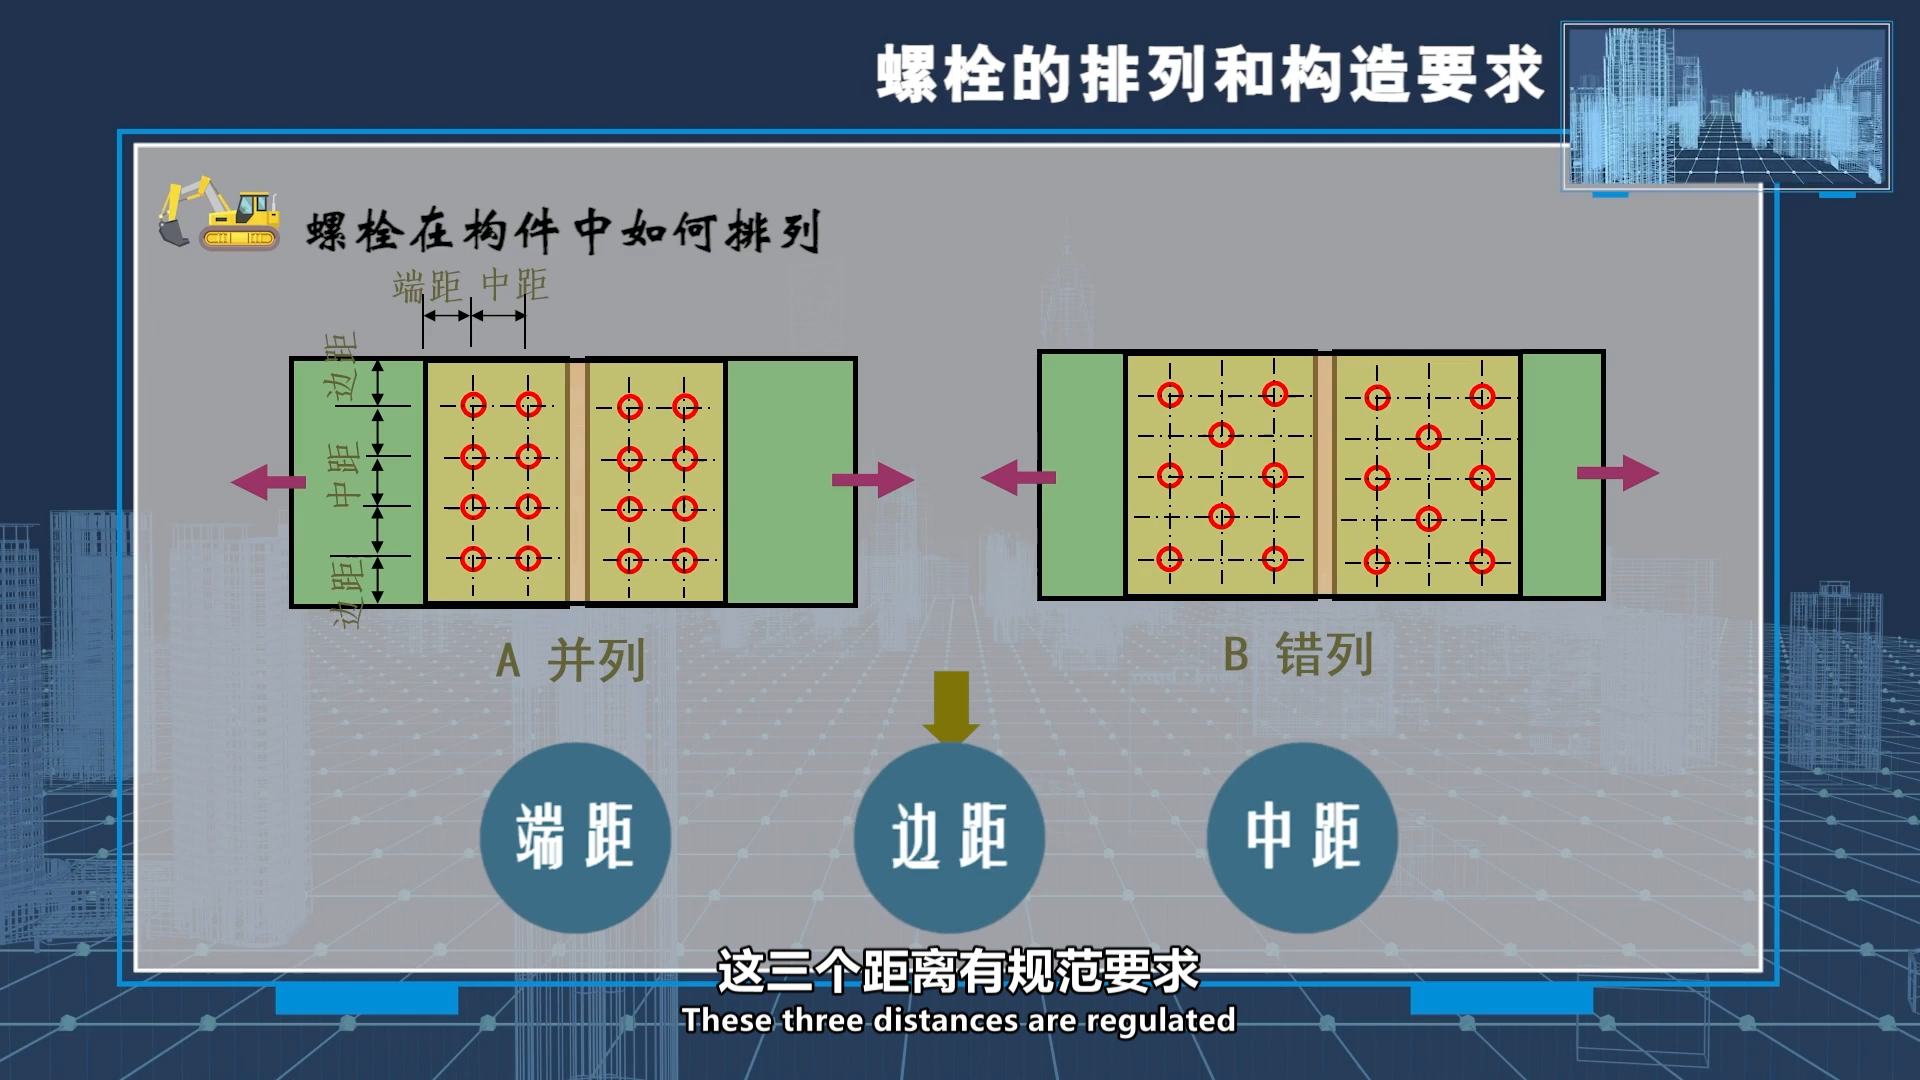 螺栓的排列和构造要求
螺栓在构件中如何排列
端距 中距
边距
中距
边距
A 并列
B 错列
端距
边距
中距
这三个距离有规范要求
These three distances are regulated